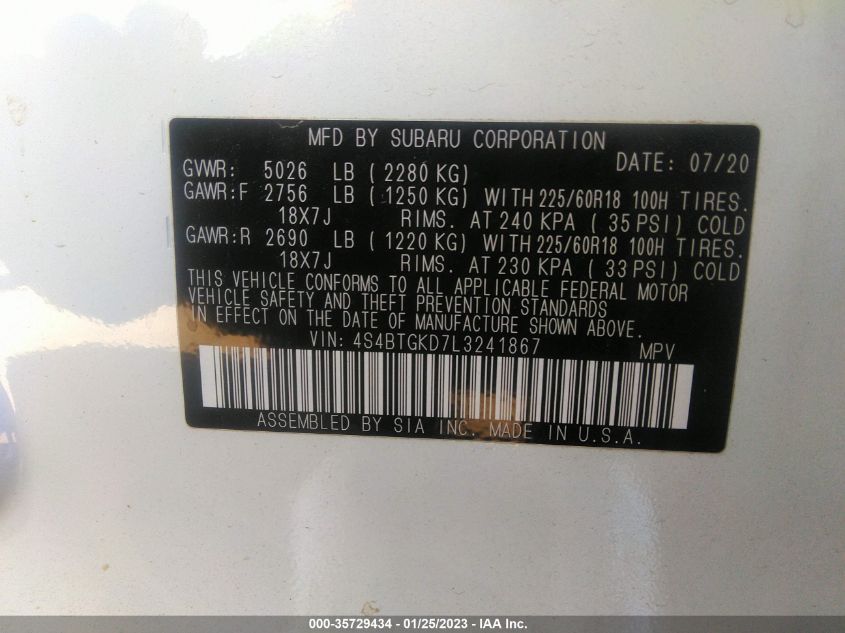 MFD BY SUBARU CORPORATION
GVWR: 5026 LB ( 2280 KG) DATE: 07/20
GAWR:F 2756 LB ( 1250 KG) WITH 225/60R18 100H TIRES.
18X7J RIMS. AT 240 KPA ( 35 PSI) COLD
GAWR:R 2690 LB ( 1220 KG) WITH 225/60R18 100H TIRES.
18X7J RIMS. AT 230 KPA ( 33 PSI) COLD
THIS VEHICLE CONFORMS TO ALL APPLICABLE FEDERAL MOTOR
VEHICLE SAFETY AND THEFT PREVENTION STANDARDS
IN EFFECT ON THE DATE OF MANUFACTURE SHOWN ABOVE.
VIN: 4S4BTGKD7L3241867 MPV
ASSEMBLED BY SIA INC. MADE IN U.S.A.
000-35729434 - 01/25/2023 - IAA Inc.